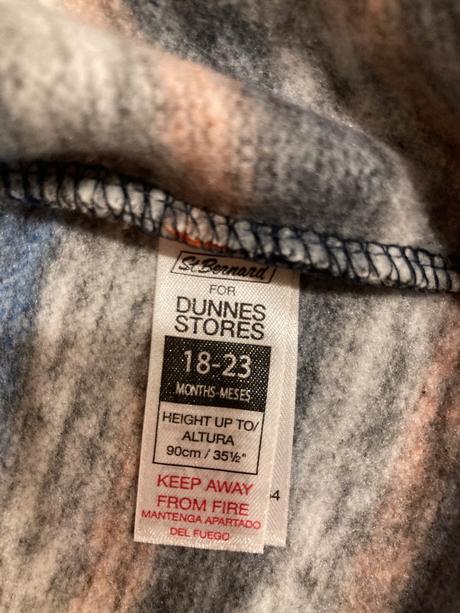 St Bernard
FOR
DUNNES
STORES
18-23
MONTHS-MESES
HEIGHT UP TO/
ALTURA
90cm / 35½"
KEEP AWAY
FROM FIRE
MANTENGA APARTADO
DEL FUEGO